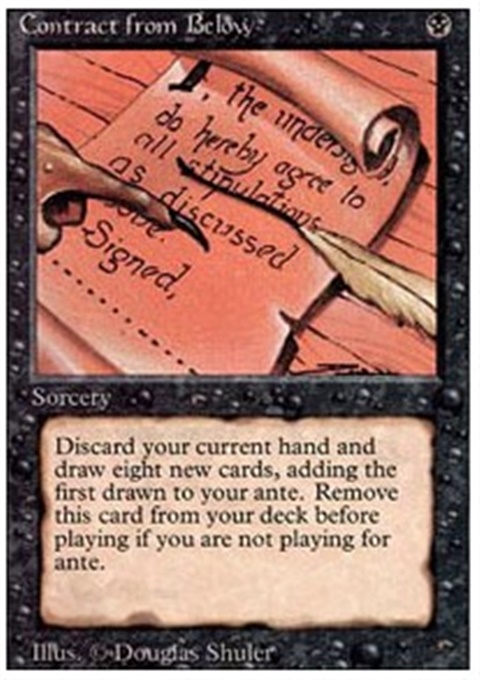 Contract from Below
I, the undersigned,
do hereby agree to
all stipulations
as discussed
Signed,
Sorcery
Discard your current hand and
draw eight new cards, adding the
first drawn to your ante. Remove
this card from your deck before
playing if you are not playing for
ante.
Illus. © Douglas Shuler